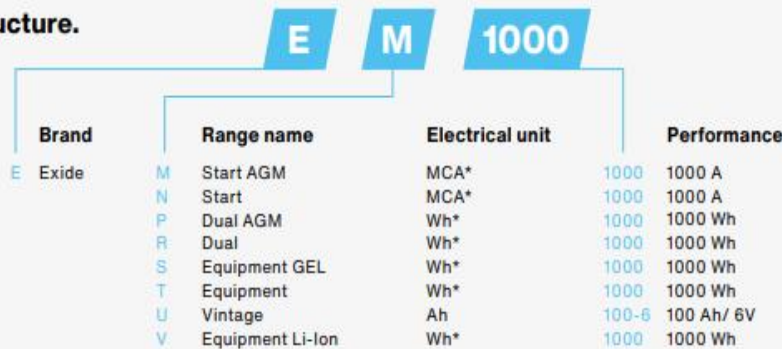 ucture.
E M 1000
Brand Range name Electrical unit Performance
E Exide M Start AGM MCA* 1000 1000 A
N Start MCA* 1000 1000 A
P Dual AGM Wh* 1000 1000 Wh
R Dual Wh* 1000 1000 Wh
S Equipment GEL Wh* 1000 1000 Wh
T Equipment Wh* 1000 1000 Wh
U Vintage Ah 100-6 100 Ah/ 6V
V Equipment Li-Ion Wh* 1000 1000 Wh